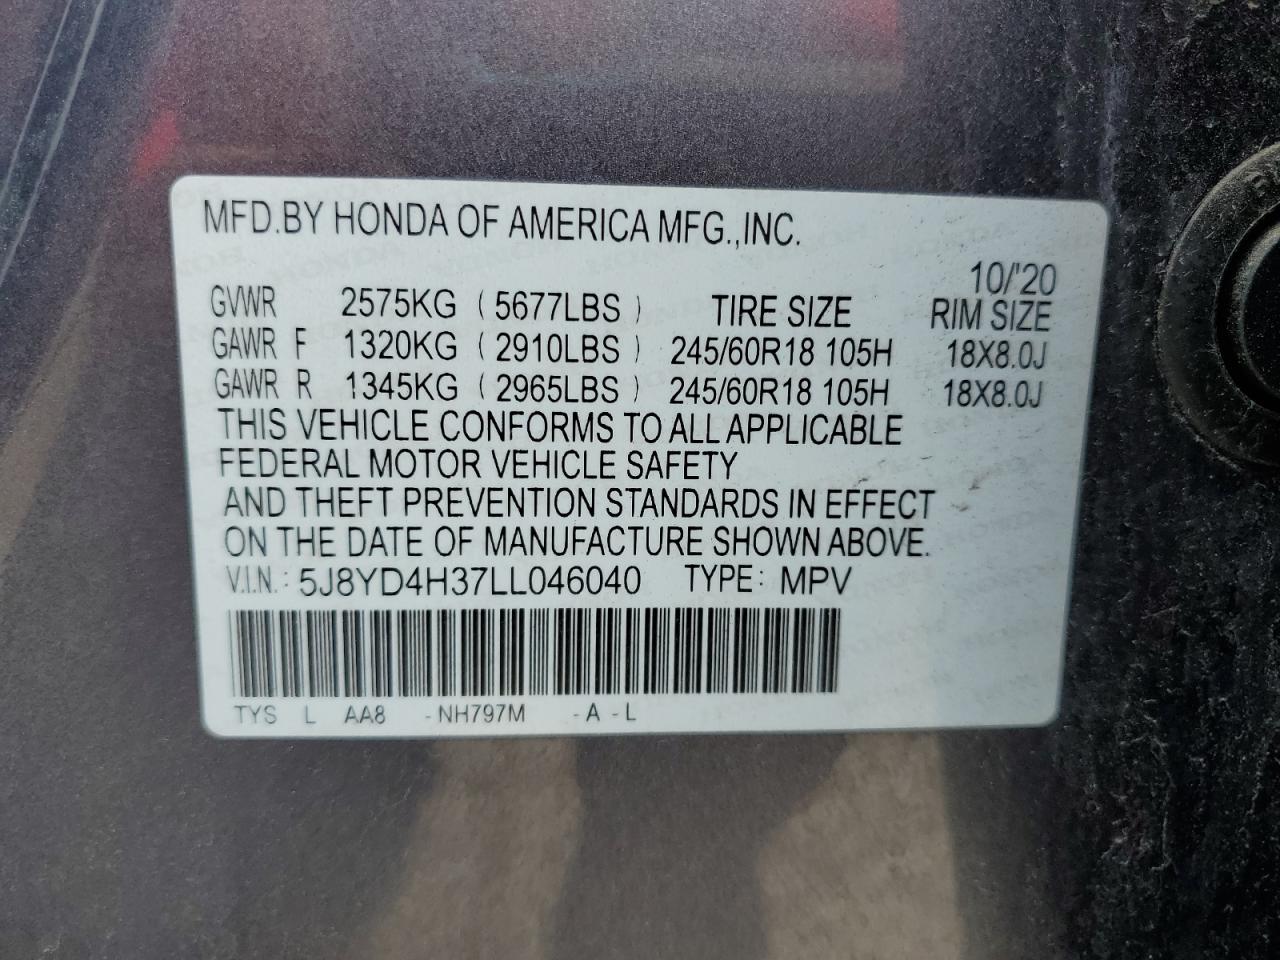 MFD.BY HONDA OF AMERICA MFG.,INC.
10/'20
GVWR 2575KG (5677LBS) TIRE SIZE RIM SIZE
GAWR F 1320KG (2910LBS) 245/60R18 105H 18X8.0J
GAWR R 1345KG (2965LBS) 245/60R18 105H 18X8.0J
THIS VEHICLE CONFORMS TO ALL APPLICABLE
FEDERAL MOTOR VEHICLE SAFETY
AND THEFT PREVENTION STANDARDS IN EFFECT
ON THE DATE OF MANUFACTURE SHOWN ABOVE.
V.I.N.: 5J8YD4H37LL046040 TYPE: MPV
TYS L AA8 -NH797M -A -L